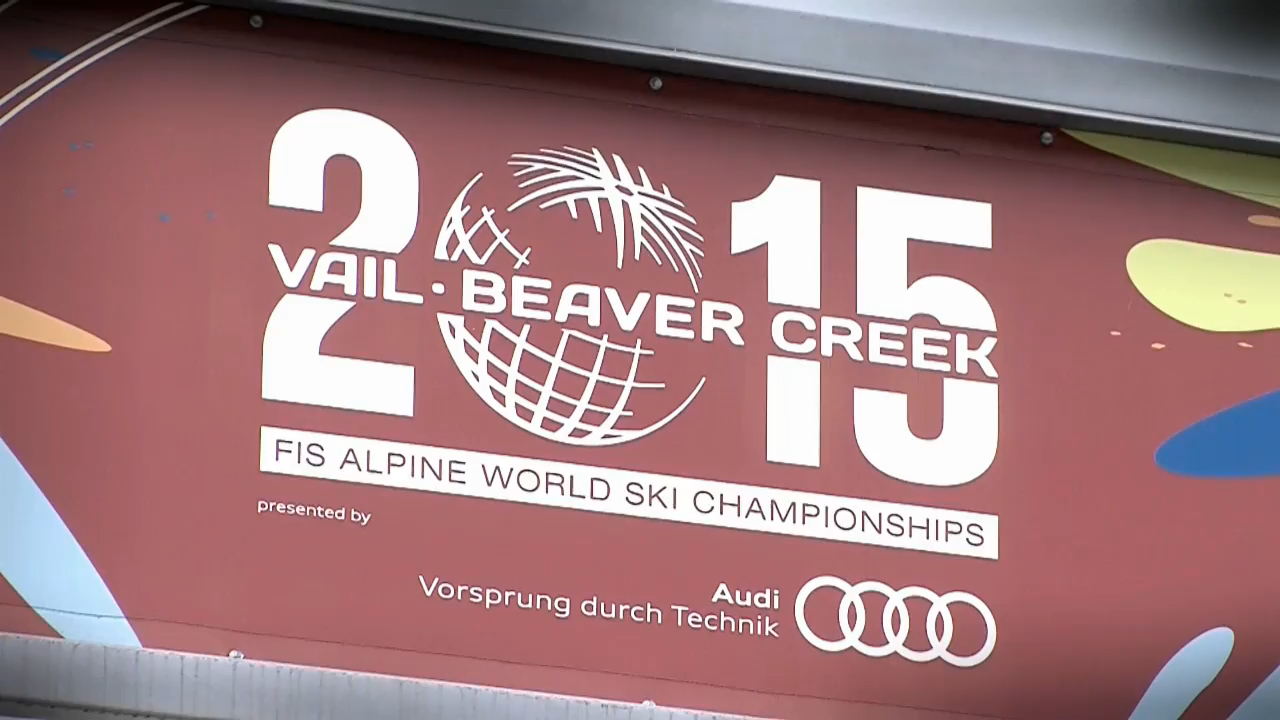 2015
VAIL · BEAVER CREEK
FIS ALPINE WORLD SKI CHAMPIONSHIPS
presented by
Audi
Vorsprung durch Technik